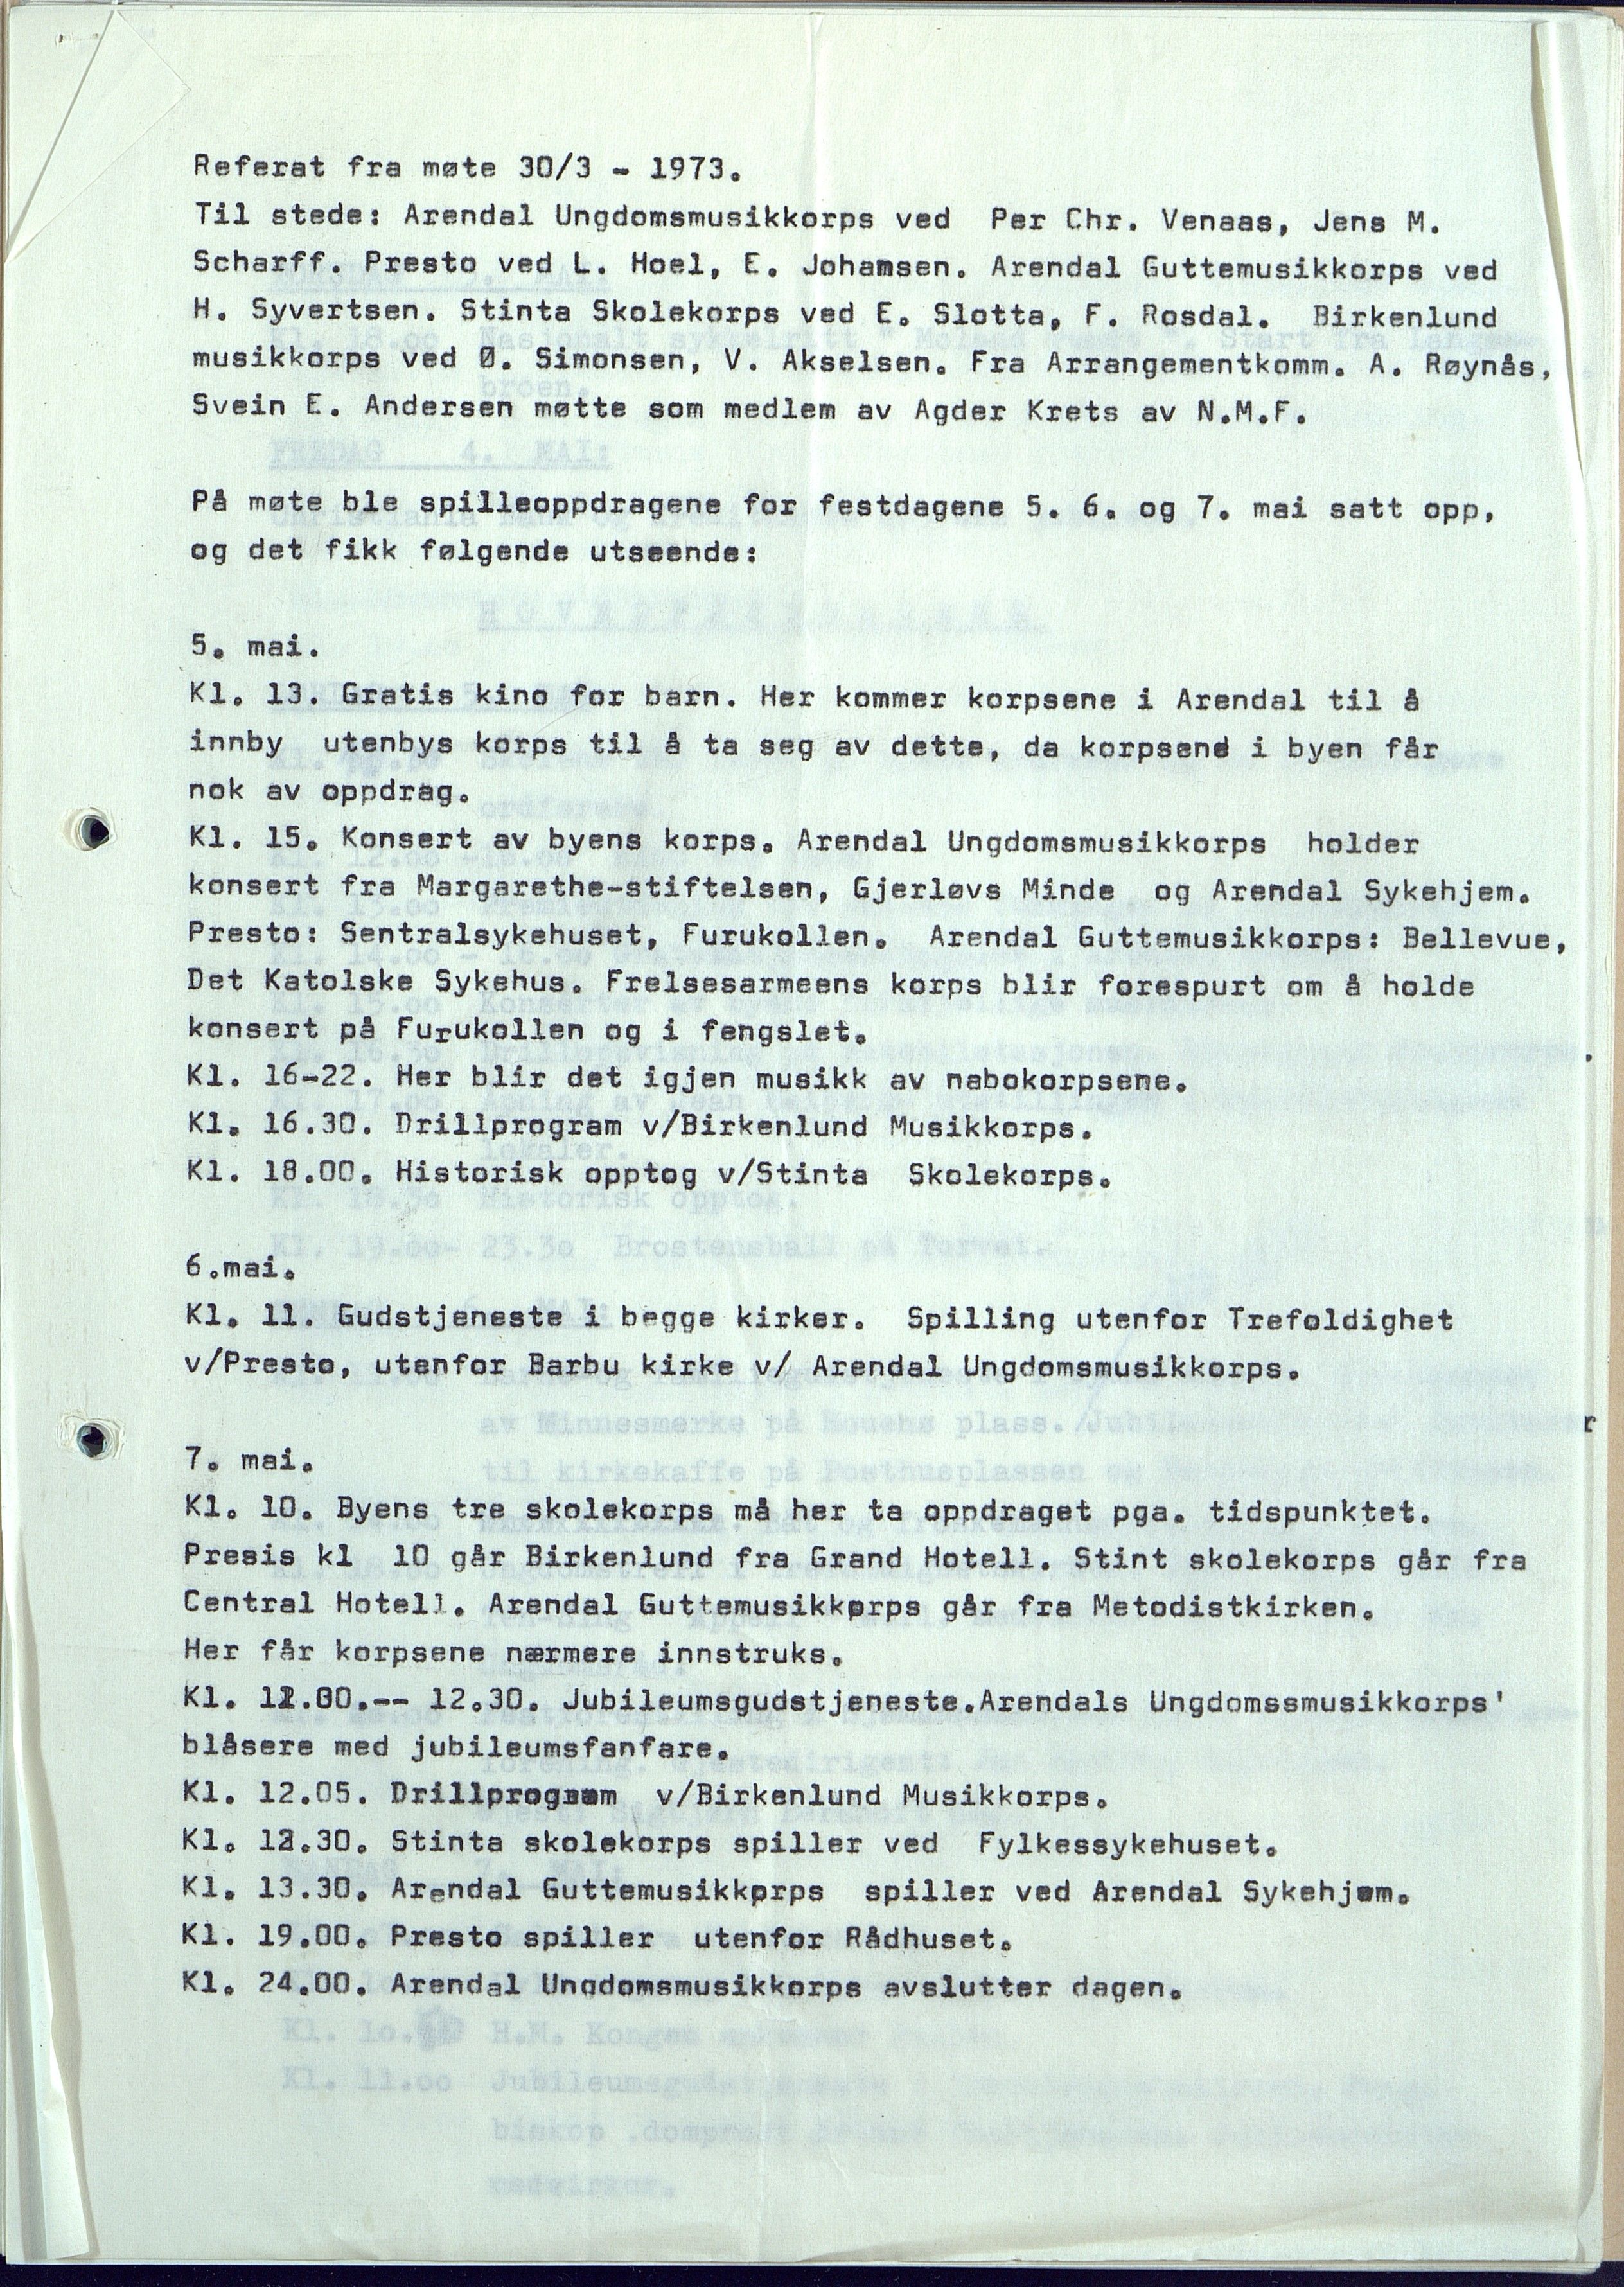 Referat fra møte 30/3 - 1973.
Til stede: Arendal Ungdomsmusikkorps ved Per Chr. Venaas, Jens M.
Scharff. Presto ved L. Hoel, E. Johamsen. Arendal Guttemusikkorps ved
H. Syvertsen. Stinta Skolekorps ved E. Slotta, F. Rosdal. Birkenlund
musikkorps ved Ø. Simonsen, V. Akselsen. Fra Arrangementkomm. A. Røynås,
Svein E. Andersen møtte som medlem av Agder Krets av N.M.F.
På møte ble spilleoppdragene for festdagene 5. 6. og 7. mai satt opp,
og det fikk følgende utseende:
5. mai.
Kl. 13. Gratis kino for barn. Her kommer korpsene i Arendal til å
innby utenbys korps til å ta seg av dette, da korpsene i byen får
nok av oppdrag.
Kl. 15. Konsert av byens korps. Arendal Ungdomsmusikkorps holder
konsert fra Margarethe-stiftelsen, Gjerløvs Minde og Arendal Sykehjem.
Presto: Sentralsykehuset, Furukollen. Arendal Guttemusikkorps: Bellevue,
Det Katolske Sykehus. Frelsesarmeens korps blir forespurt om å holde
konsert på Furukollen og i fengslet.
Kl. 16-22. Her blir det igjen musikk av nabokorpsene.
Kl. 16.30. Drillprogram v/Birkenlund Musikkorps.
Kl. 18.00. Historisk opptog v/Stinta Skolekorps.
6.mai.
Kl. 11. Gudstjeneste i begge kirker. Spilling utenfor Trefoldighet
v/Presto, utenfor Barbu kirke v/ Arendal Ungdomsmusikkorps.
7. mai.
Kl. 10. Byens tre skolekorps må her ta oppdraget pga. tidspunktet.
Presis kl 10 går Birkenlund fra Grand Hotell. Stint skolekorps går fra
Central Hotell. Arendal Guttemusikkorps går fra Metodistkirken.
Her får korpsene nærmere innstruks.
Kl. 11.00.-- 12.30. Jubileumsgudstjeneste.Arendals Ungdomssmusikkorps'
blåsere med jubileumsfanfare.
Kl. 12.05. Drillprogram v/Birkenlund Musikkorps.
Kl. 12.30. Stinta skolekorps spiller ved Fylkessykehuset.
Kl. 13.30. Arendal Guttemusikkorps spiller ved Arendal Sykehjem.
Kl. 19.00. Presto spiller utenfor Rådhuset.
Kl. 24.00. Arendal Ungdomsmusikkorps avslutter dagen.